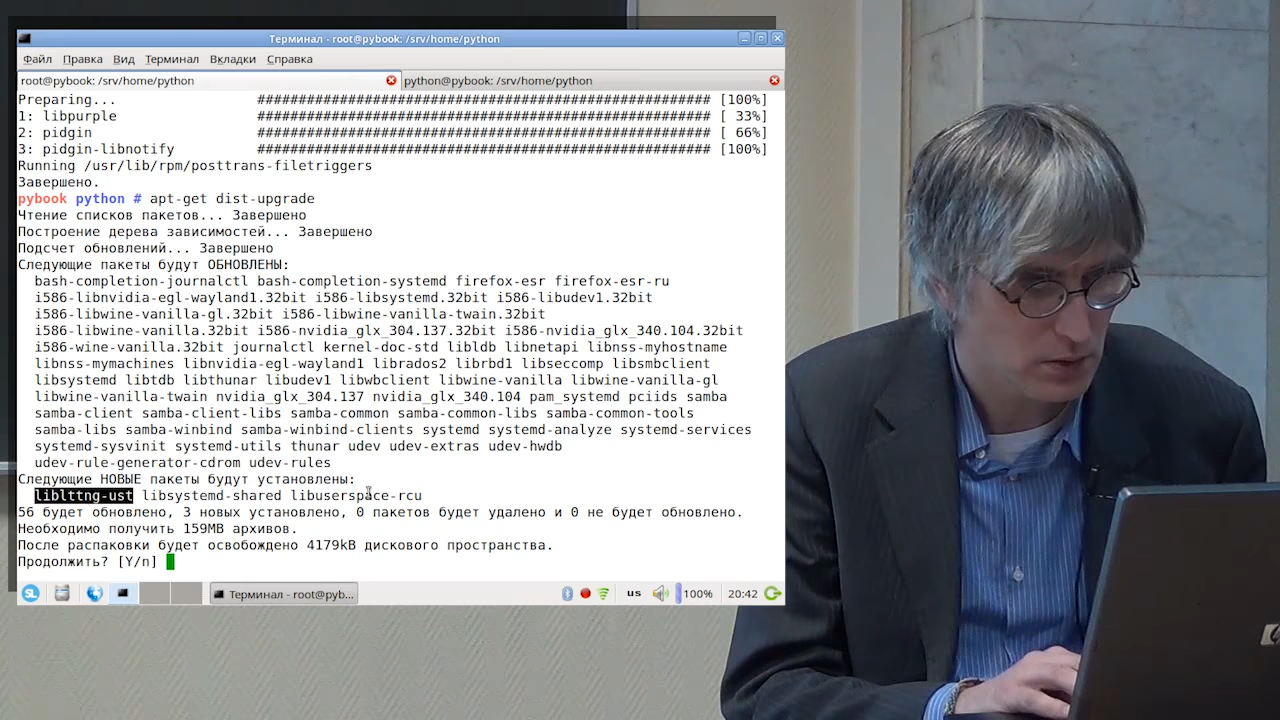 Терминал - root@pybook: /srv/home/python
Файл Правка Вид Терминал Вкладки Справка
root@pybook: /srv/home/python python@pybook: /srv/home/python
Preparing... ####################################################### [100%]
1: libpurple ####################################################### [ 33%]
2: pidgin ####################################################### [ 66%]
3: pidgin-libnotify ####################################################### [100%]
Running /usr/lib/rpm/posttrans-filetriggers
Завершено.
pybook python # apt-get dist-upgrade
Чтение списков пакетов... Завершено
Построение дерева зависимостей... Завершено
Подсчет обновлений... Завершено
Следующие пакеты будут ОБНОВЛЕНЫ:
bash-completion-journalctl bash-completion-systemd firefox-esr firefox-esr-ru
i586-libnvidia-egl-wayland1.32bit i586-libsystemd.32bit i586-libudev1.32bit
i586-libwine-vanilla-gl.32bit i586-libwine-vanilla-twain.32bit
i586-libwine-vanilla.32bit i586-nvidia_glx_304.137.32bit i586-nvidia_glx_340.104.32bit
i586-wine-vanilla.32bit journalctl kernel-doc-std libldb libnetapi libnss-myhostname
libnss-mymachines libnvidia-egl-wayland1 librados2 librbd1 libseccomp libsmbclient
libsystemd libtdb libthunar libudev1 libwbclient libwine-vanilla libwine-vanilla-gl
libwine-vanilla-twain nvidia_glx_304.137 nvidia_glx_340.104 pam_systemd pciids samba
samba-client samba-client-libs samba-common samba-common-libs samba-common-tools
samba-libs samba-winbind samba-winbind-clients systemd systemd-analyze systemd-services
systemd-sysvinit systemd-utils thunar udev udev-extras udev-hwdb
udev-rule-generator-cdrom udev-rules
Следующие НОВЫЕ пакеты будут установлены:
liblttng-ust libsystemd-shared libuserspace-rcu
56 будет обновлено, 3 новых установлено, 0 пакетов будет удалено и 0 не будет обновлено.
Необходимо получить 159MB архивов.
После распаковки будет освобождено 4179kB дискового пространства.
Продолжить? [Y/n]
SL Терминал - root@pyb... us 100% 20:42